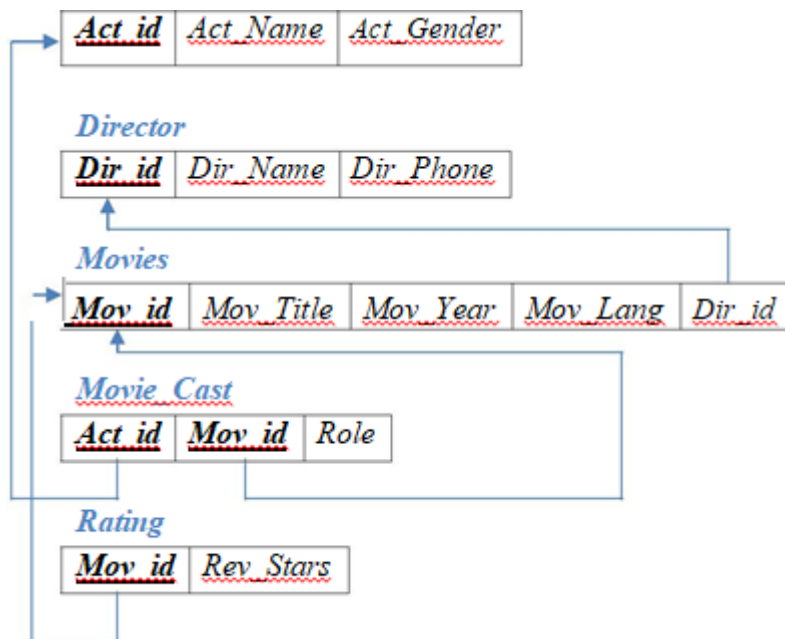 Act_id Act_Name Act_Gender
Director
Dir_id Dir_Name Dir_Phone
Movies
Mov_id Mov_Title Mov_Year Mov_Lang Dir_id
Movie_Cast
Act_id Mov_id Role
Rating
Mov_id Rev_Stars